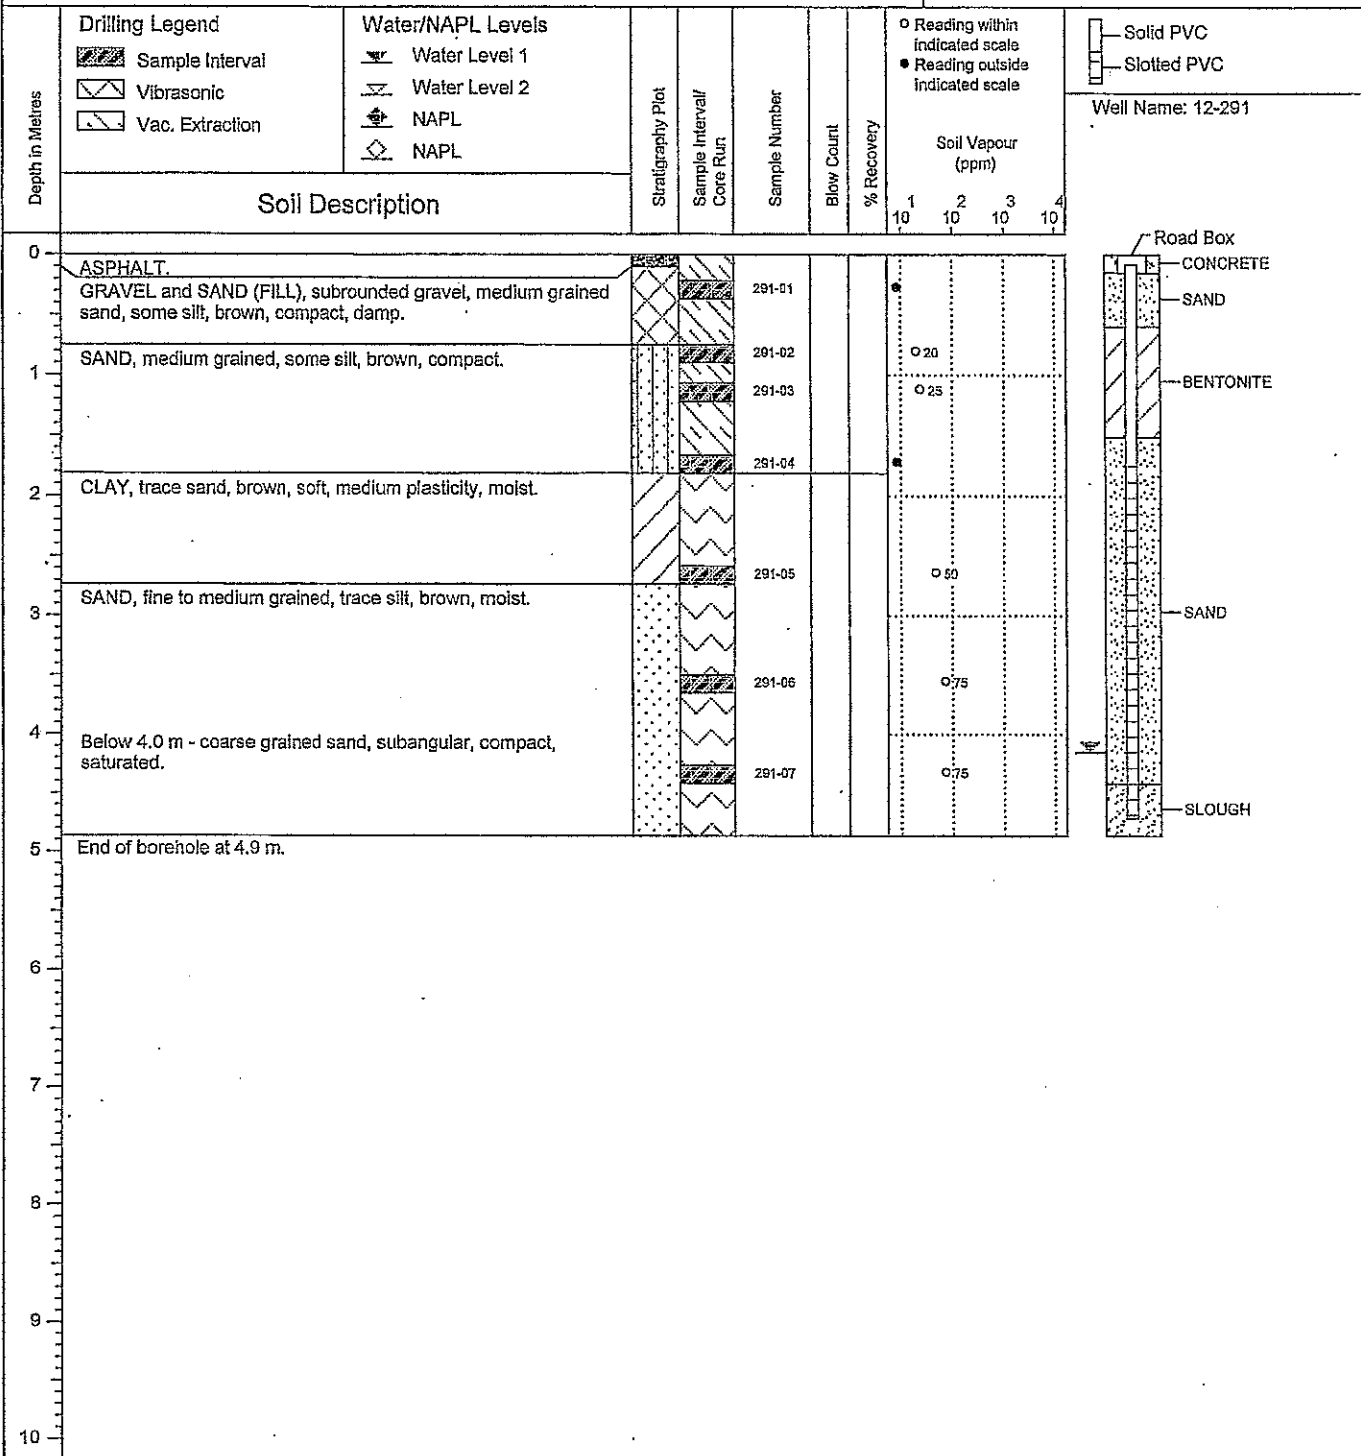 Drilling Legend
Sample Interval
Vibrasonic
Vac. Extraction
Water/NAPL Levels
Water Level 1
Water Level 2
NAPL
NAPL
Reading within
indicated scale
Reading outside
indicated scale
Solid PVC
Slotted PVC
Well Name: 12-291
Depth in Metres
Soil Description
Stratigraphy Plot
Sample Interval/
Core Run
Sample Number
Blow Count
% Recovery
Soil Vapour
(ppm)
10^1 10^2 10^3 10^4
Road Box
0
ASPHALT.
CONCRETE
GRAVEL and SAND (FILL), subrounded gravel, medium grained
sand, some silt, brown, compact, damp.
291-01
SAND
SAND, medium grained, some silt, brown, compact.
291-02
20
1
291-03
25
BENTONITE
291-04
CLAY, trace sand, brown, soft, medium plasticity, moist.
2
291-05
50
SAND, fine to medium grained, trace silt, brown, moist.
3
SAND
291-06
75
4
Below 4.0 m - coarse grained sand, subangular, compact,
saturated.
291-07
75
SLOUGH
5
End of borehole at 4.9 m.
6
7
8
9
10